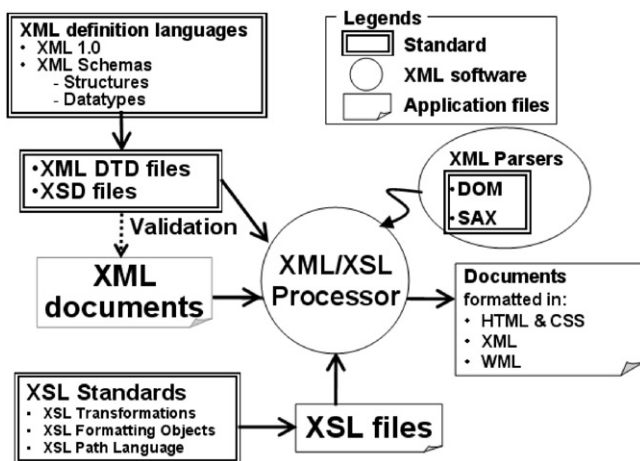 XML definition languages
• XML 1.0
• XML Schemas
- Structures
- Datatypes
Legends
Standard
XML software
Application files
•XML DTD files
•XSD files
XML Parsers
•DOM
•SAX
Validation
XML
documents
XML/XSL
Processor
Documents
formatted in:
• HTML & CSS
• XML
• WML
XSL Standards
• XSL Transformations
• XSL Formatting Objects
• XSL Path Language
XSL files